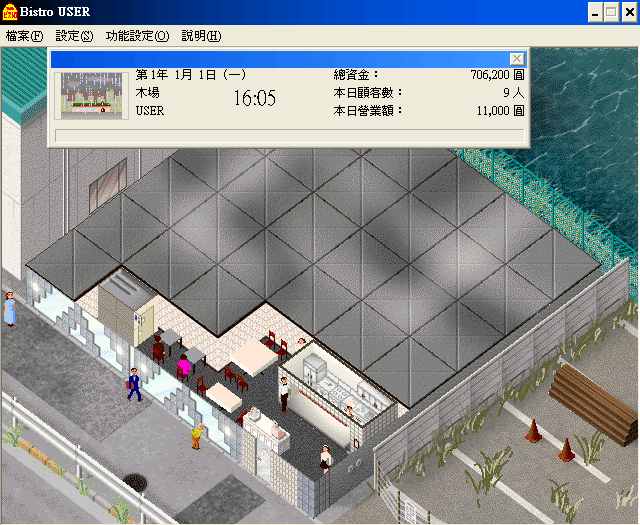 Bistro USER
檔案(F) 設定(S) 功能設定(O) 說明(H)
第 1年 1月 1日 (一)
木場
USER
16:05
總資金： 706,200 圓
本日顧客數： 9 人
本日營業額： 11,000 圓